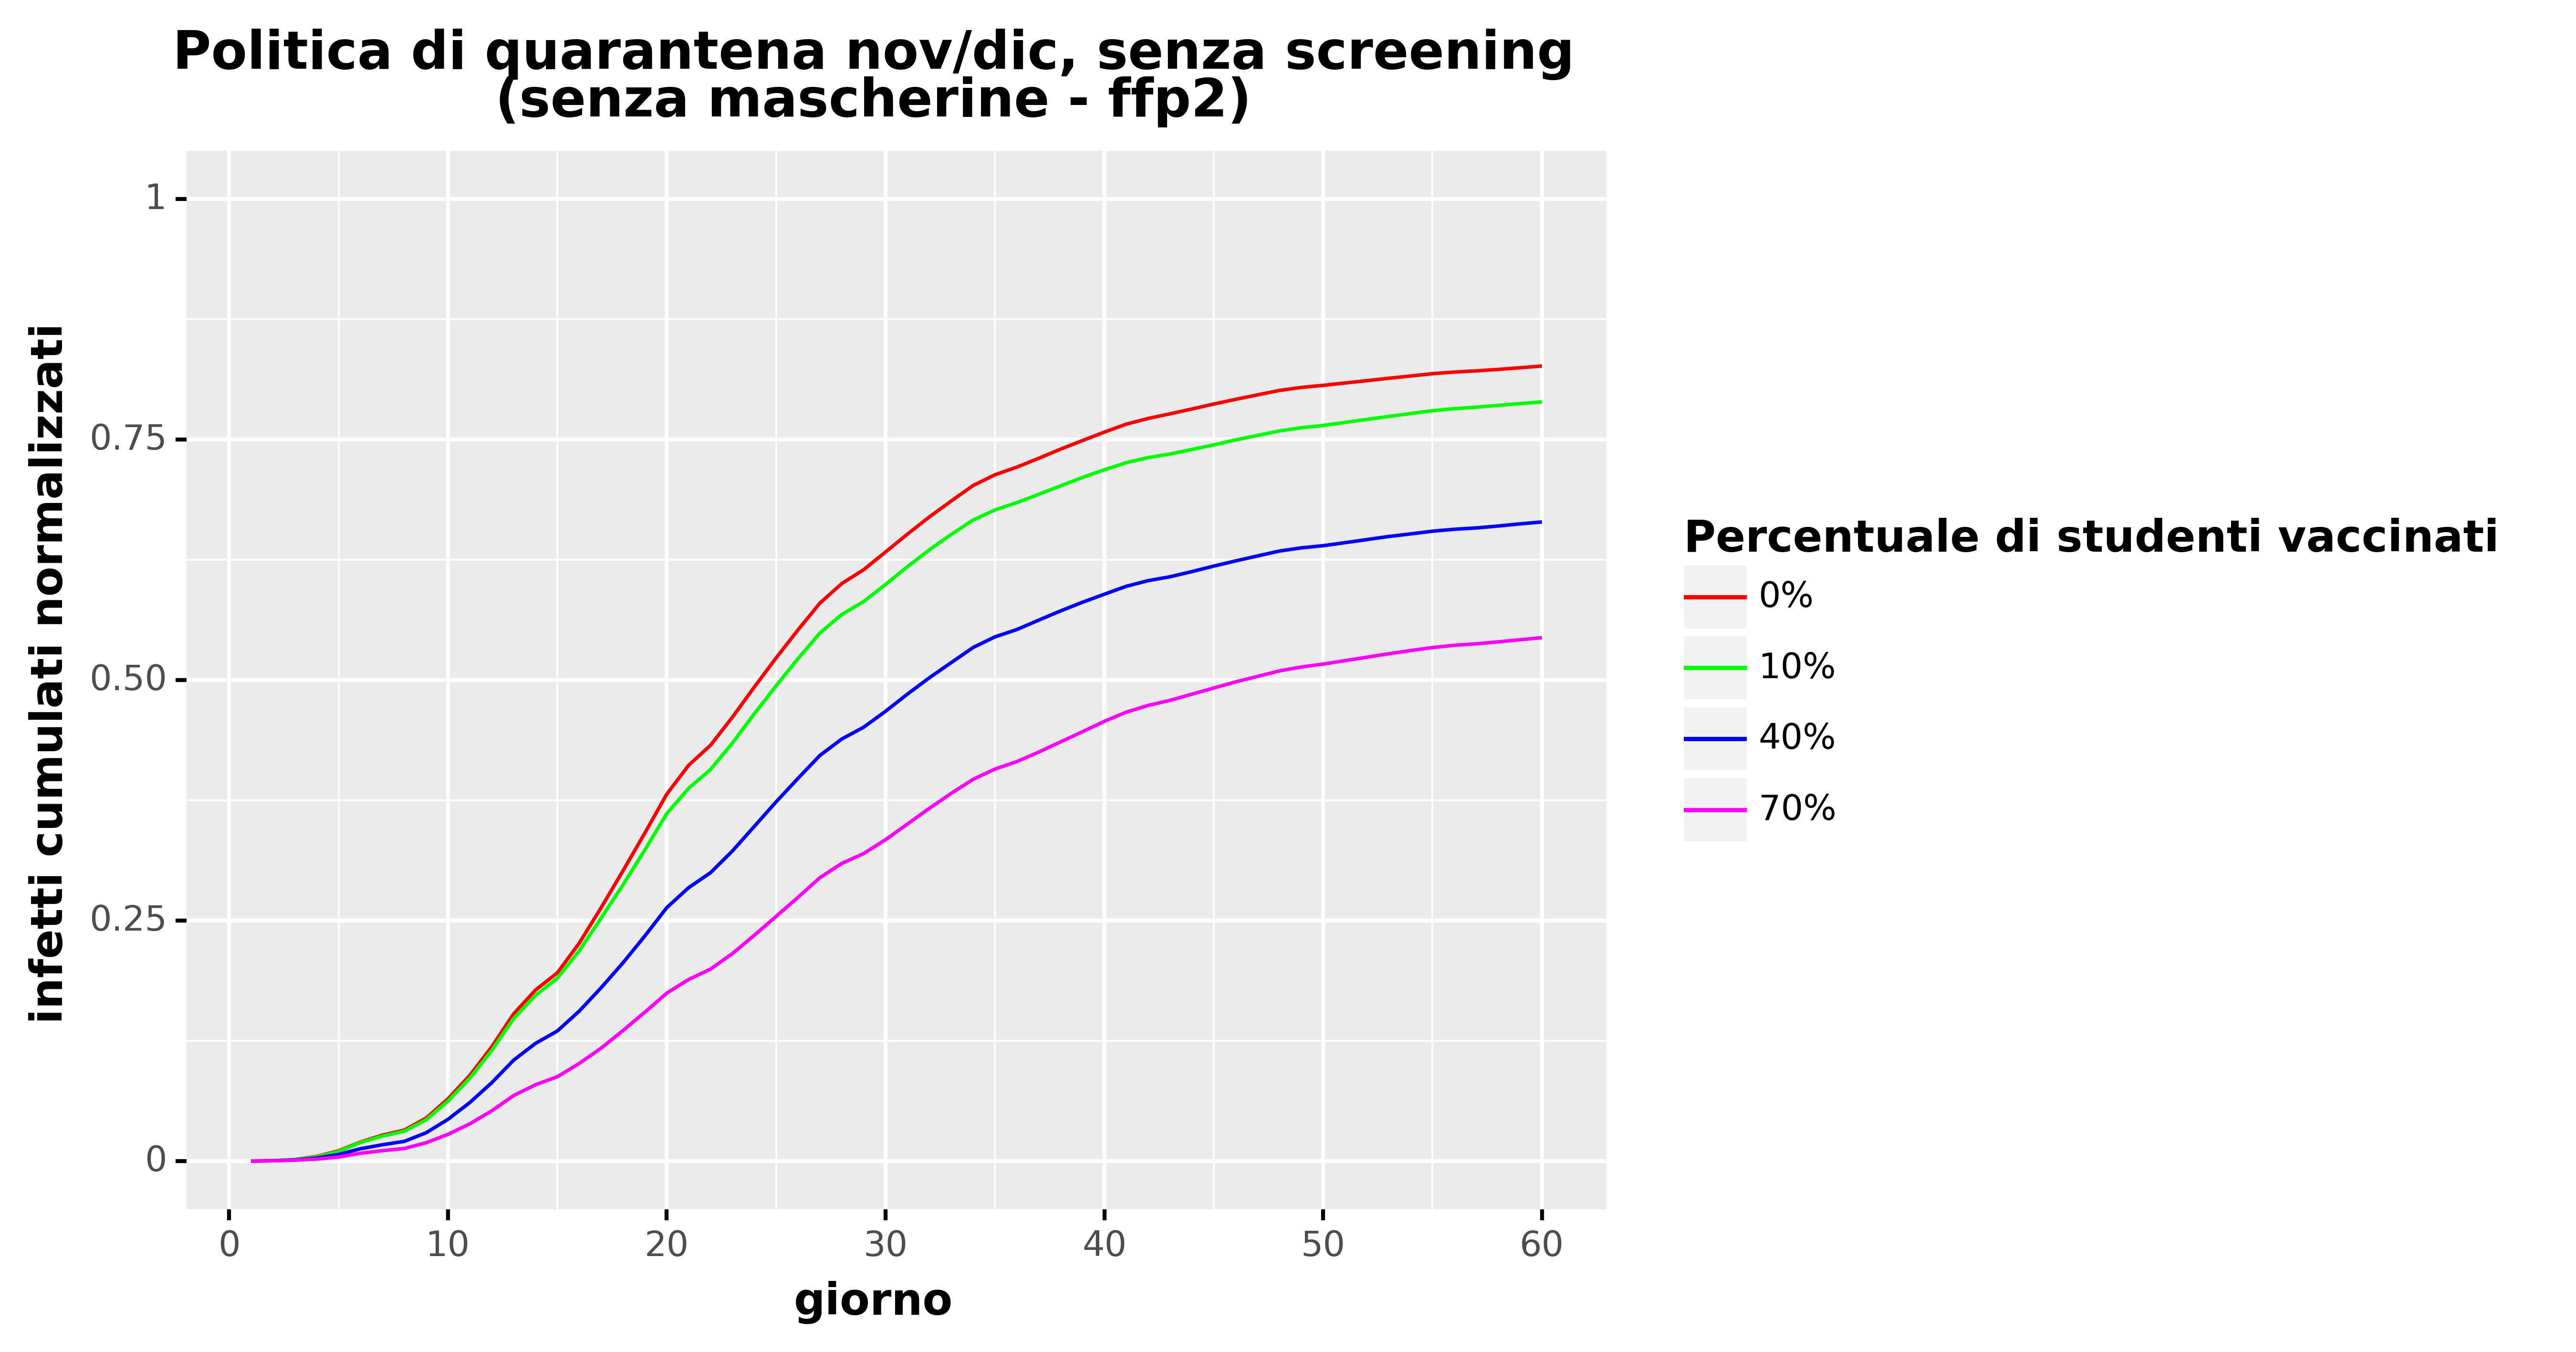 Politica di quarantena nov/dic, senza screening
(senza mascherine - ffp2)
infetti cumulati normalizzati
1
0.75
0.50
0.25
0
0 10 20 30 40 50 60
giorno
Percentuale di studenti vaccinati
0%
10%
40%
70%